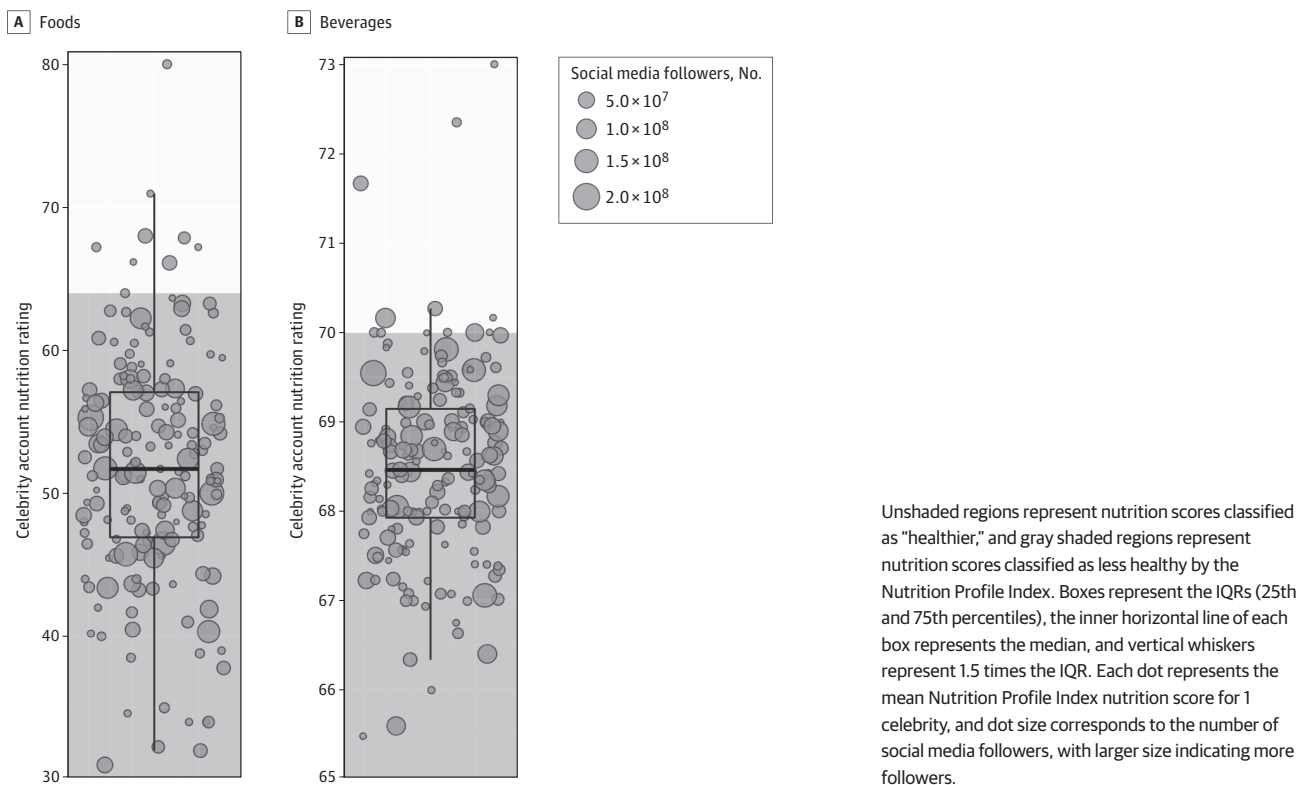 A Foods
80
70
60
50
40
30
Celebrity account nutrition rating
B Beverages
73
72
71
70
69
68
67
66
65
Celebrity account nutrition rating
Social media followers, No.
5.0×10⁷
1.0×10⁸
1.5×10⁸
2.0×10⁸
Unshaded regions represent nutrition scores classified
as "healthier," and gray shaded regions represent
nutrition scores classified as less healthy by the
Nutrition Profile Index. Boxes represent the IQRs (25th
and 75th percentiles), the inner horizontal line of each
box represents the median, and vertical whiskers
represent 1.5 times the IQR. Each dot represents the
mean Nutrition Profile Index nutrition score for 1
celebrity, and dot size corresponds to the number of
social media followers, with larger size indicating more
followers.